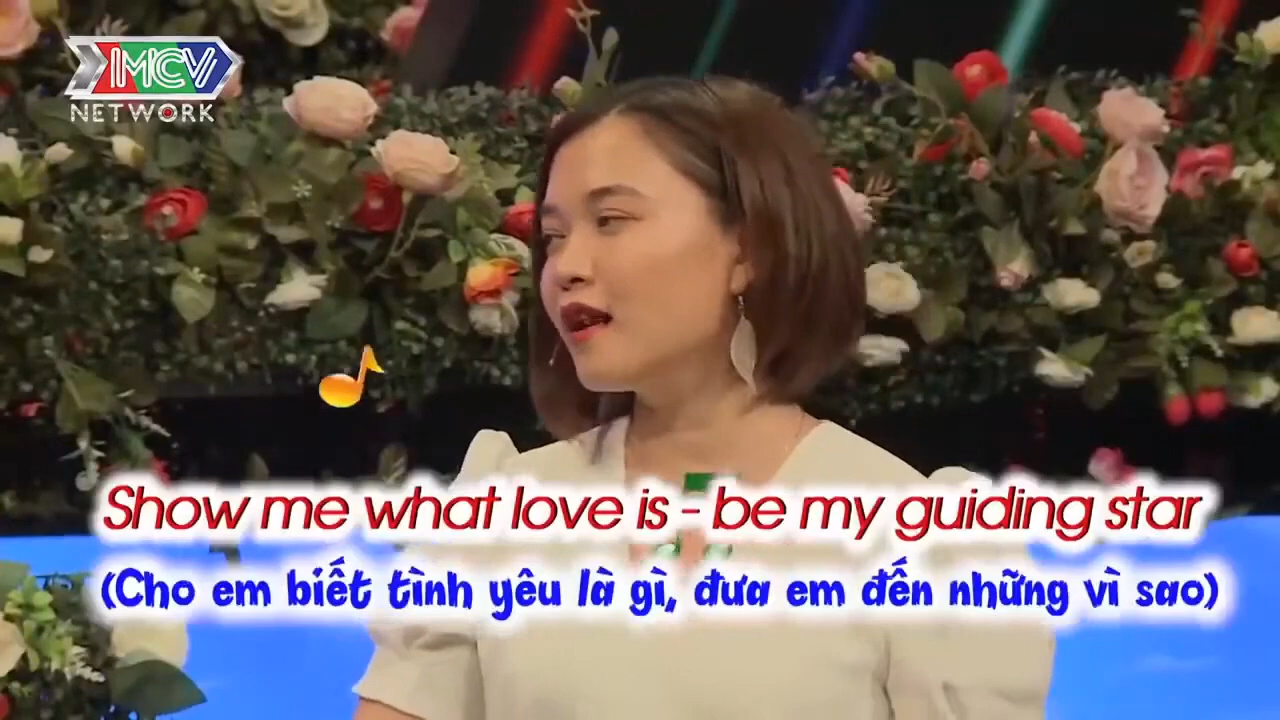 MCV
NETWORK
Show me what love is - be my guiding star
(Cho em biết tình yêu là gì, đưa em đến những vì sao)